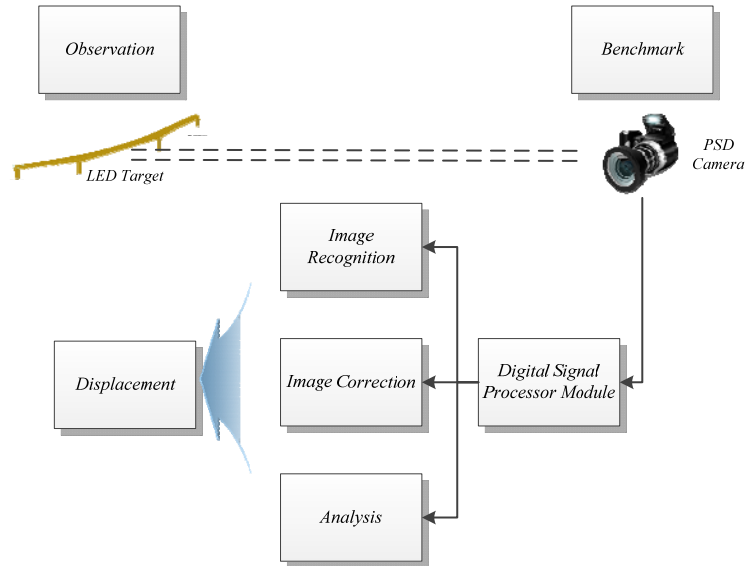 Observation
Benchmark
PSD
Camera
LED Target
Image
Recognition
Displacement
Image Correction
Digital Signal
Processor Module
Analysis